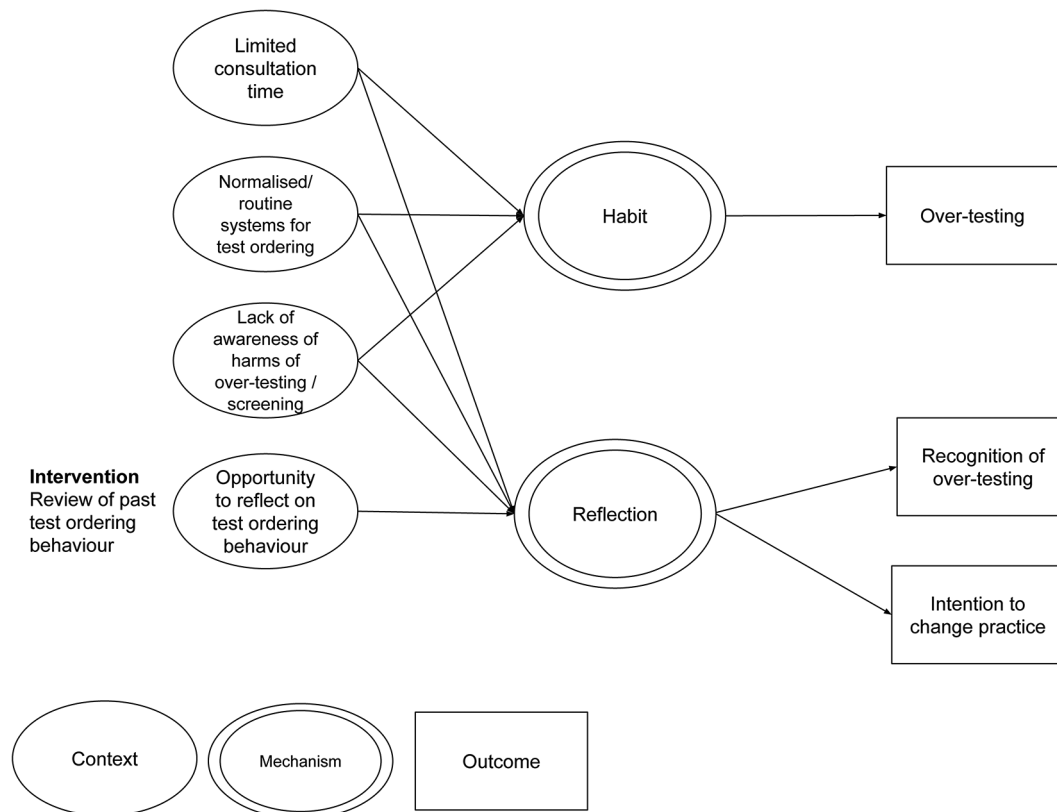 Limited
consultation
time
Normalised/
routine
systems for
test ordering
Habit
Over-testing
Lack of
awareness of
harms of
over-testing /
screening
Intervention
Review of past
test ordering
behaviour
Opportunity
to reflect on
test ordering
behaviour
Reflection
Recognition of
over-testing
Intention to
change practice
Context
Mechanism
Outcome